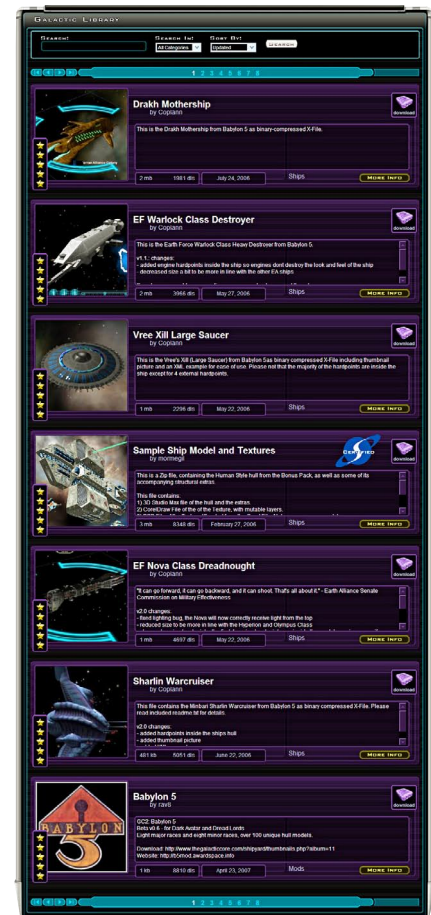 Galactic Library
Search:
Search In:
Sort By:
All Categories
Updated
Search
1 2 3 4 5 6 7 8
Drakh Mothership
by Copiann
download
This is the Drakh Mothership from Babylon 5 as binary-compressed X-File.
2 mb
1981 dls
July 24, 2006
Ships
More Info
EF Warlock Class Destroyer
by Copiann
download
This is the Earth Force Warlock Class Heavy Destroyer from Babylon 5.
v1.1.: changes:
- added engine hardpoints inside the ship so engines dont destroy the look and feel of the ship
- decreased size a bit to be more in line with the other EA ships
2 mb
3966 dls
May 27, 2006
Ships
More Info
Vree Xill Large Saucer
by Copiann
download
This is the Vree's Xill (Large Saucer) from Babylon 5as binary compressed X-File including thumbnail
picture and an XML example for ease of use. Please not that the majority of the hardpoints are inside the
ship except for 4 external hardpoints.
1 mb
2296 dls
May 22, 2006
Ships
More Info
Sample Ship Model and Textures
by mormegil
Certified
download
This is a Zip file, containing the Human Style hull from the Bonus Pack, as well as some of its
accompanying structural extras.
This file contains:
1) 3D Studio Max file of the hull and the extras
2) CorelDraw File of the of the Texture, with mutable layers.
3 mb
8348 dls
February 27, 2006
Ships
More Info
EF Nova Class Dreadnought
by Copiann
download
"It can go forward, it can go backward, and it can shoot. That's all about it." - Earth Alliance Senate
Commission on Military Effectiveness
v2.0 changes:
- fixed lighting bug, the Nova will now correctly receive light from the top
- reduced size to be more in line with the Hyperion and Olympus Class
1 mb
4697 dls
May 22, 2006
Ships
More Info
Sharlin Warcruiser
by Copiann
download
This file contains the Minbari Sharlin Warcruiser from Babylon 5 as binary compressed X-File. Please
read included readme.txt for details.
v2.0 changes:
- added hardpoints inside the ships hull
- added thumbnail picture
481 kb
5051 dls
June 22, 2006
Ships
More Info
BABYLON
5
Babylon 5
by rav8
download
GC2: Babylon 5
Beta v0.6 - for Dark Avatar and Dread Lords
Eight major races and eight minor races, over 100 unique hull models.
Download: http://www.thegalacticcore.com/shipyard/thumbnails.php?album=11
Website: http://b5mod.awardspace.info
1 kb
8810 dls
April 23, 2007
Mods
More Info
1 2 3 4 5 6 7 8